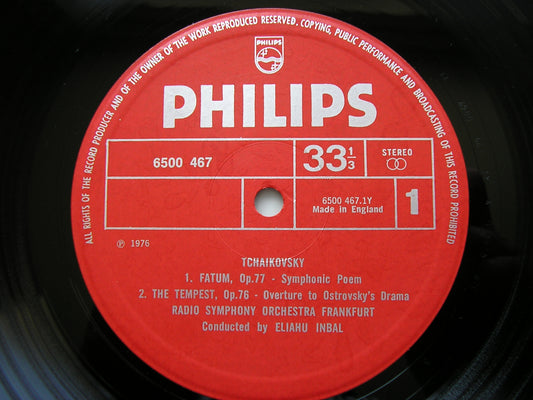 ALL RIGHTS OF THE RECORD PRODUCER AND OF THE OWNER OF THE WORK REPRODUCED RESERVED. COPYING, PUBLIC PERFORMANCE AND BROADCASTING OF THIS RECORD PROHIBITED
PHILIPS
PHILIPS
6500 467
33 1/3
STEREO
6500 467.1Y
Made in England
1
℗ 1976
TCHAIKOVSKY
1. FATUM, Op.77 - Symphonic Poem
2. THE TEMPEST, Op.76 - Overture to Ostrovsky's Drama
RADIO SYMPHONY ORCHESTRA FRANKFURT
Conducted by ELIAHU INBAL